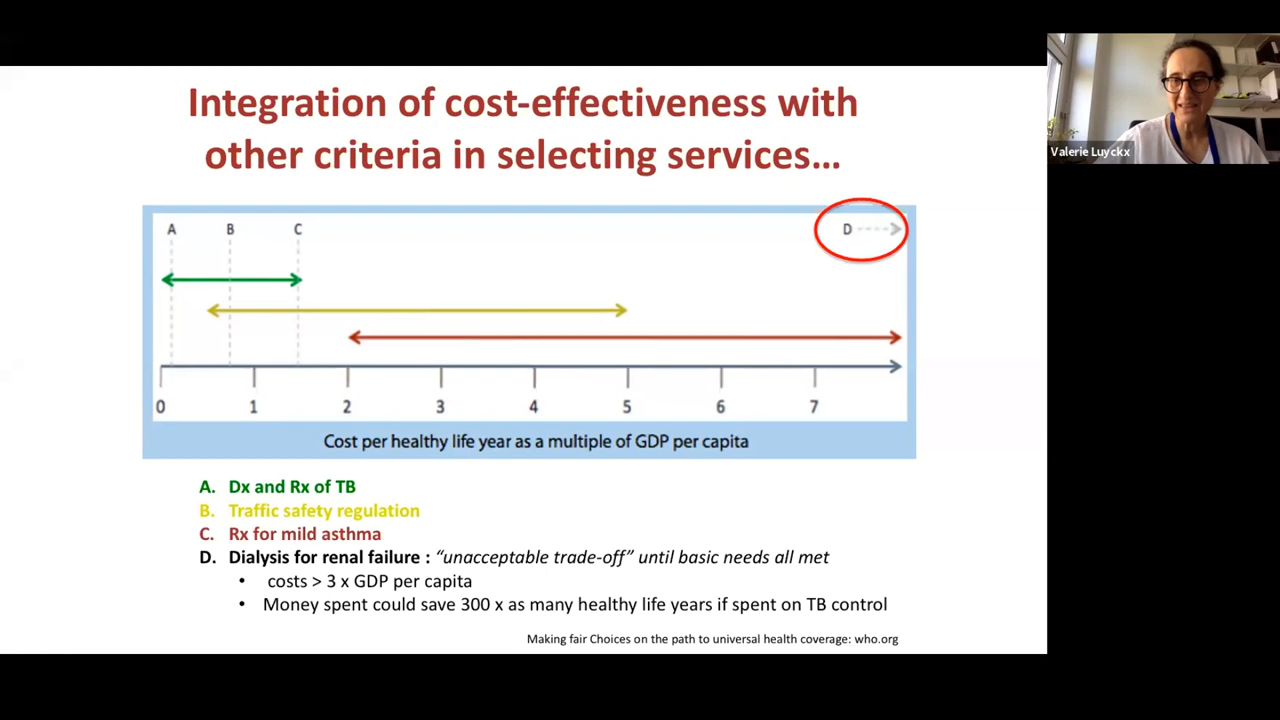 Integration of cost-effectiveness with
other criteria in selecting services...
Valerie Luyckx
A B C D
0 1 2 3 4 5 6 7
Cost per healthy life year as a multiple of GDP per capita
A. Dx and Rx of TB
B. Traffic safety regulation
C. Rx for mild asthma
D. Dialysis for renal failure : “unacceptable trade-off” until basic needs all met
• costs > 3 x GDP per capita
• Money spent could save 300 x as many healthy life years if spent on TB control
Making fair Choices on the path to universal health coverage: who.org